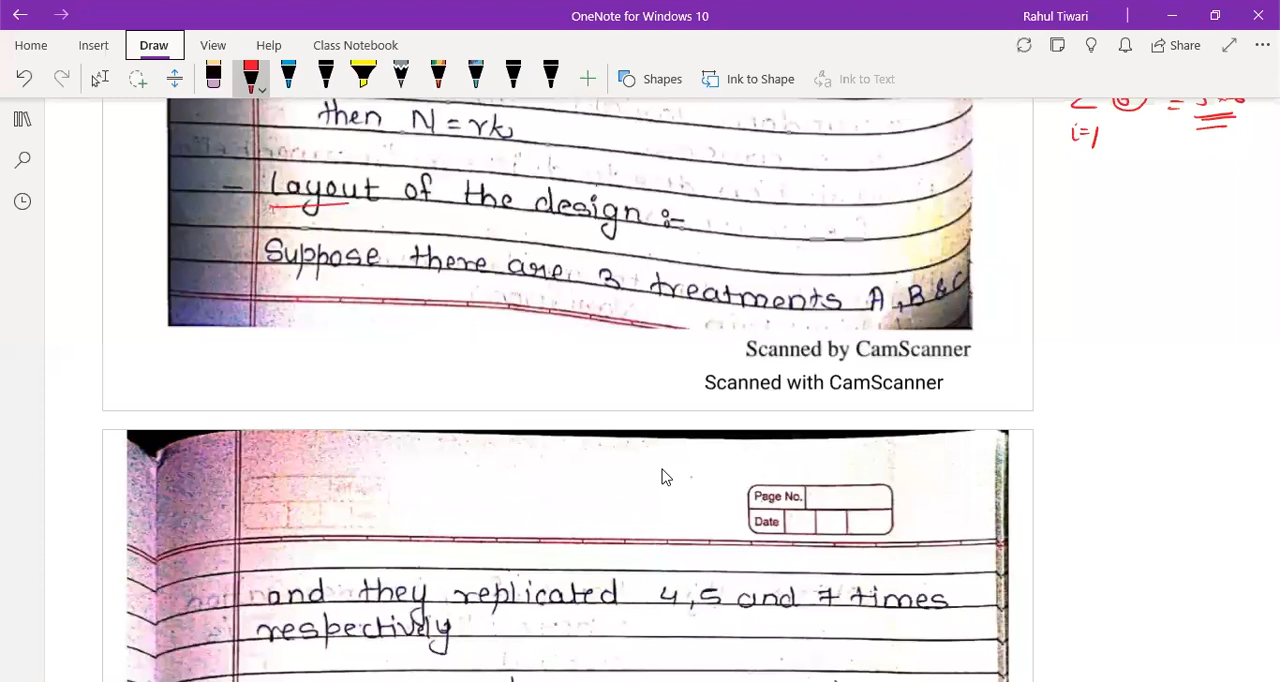 OneNote for Windows 10
Rahul Tiwari
Home Insert Draw View Help Class Notebook
Share
Shapes Ink to Shape Ink to Text
then N = rk
i=1
- Layout of the design :-
Suppose there are 3 treatments A, B & C
Scanned by CamScanner
Scanned with CamScanner
Page No.
Date
and they replicated 4,5 and 7 times
respectively